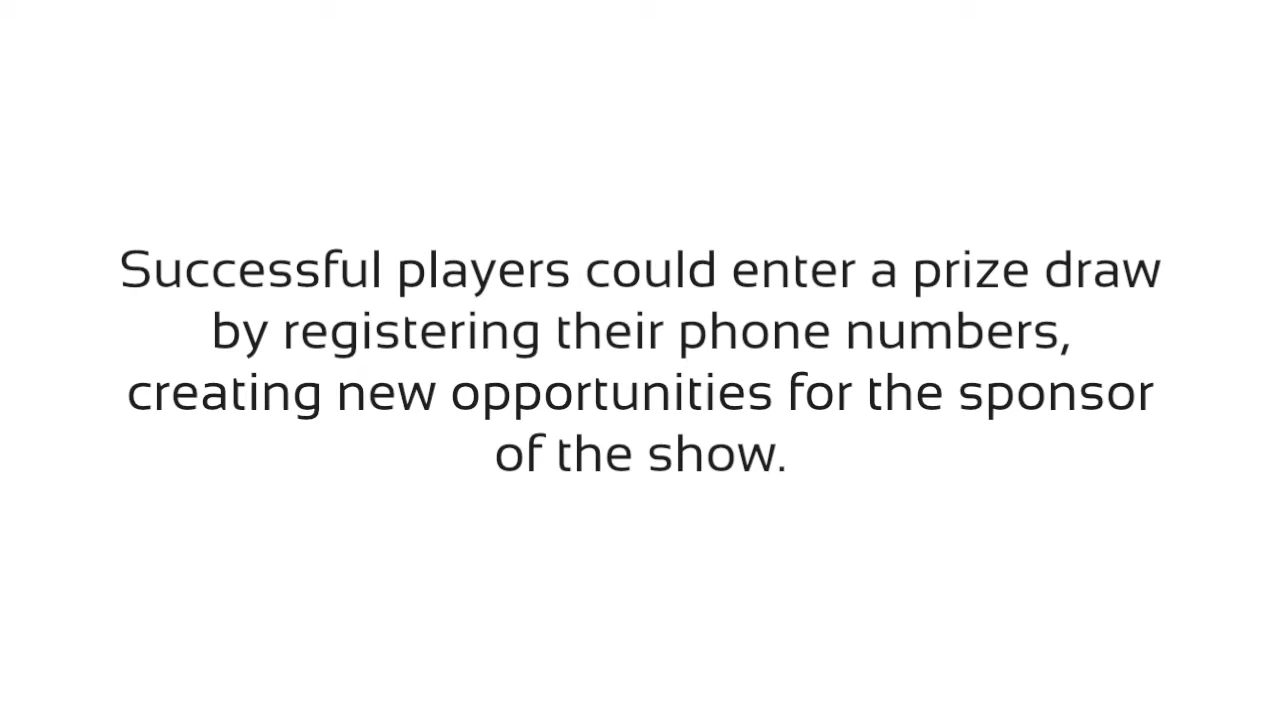 Successful players could enter a prize draw
by registering their phone numbers,
creating new opportunities for the sponsor
of the show.